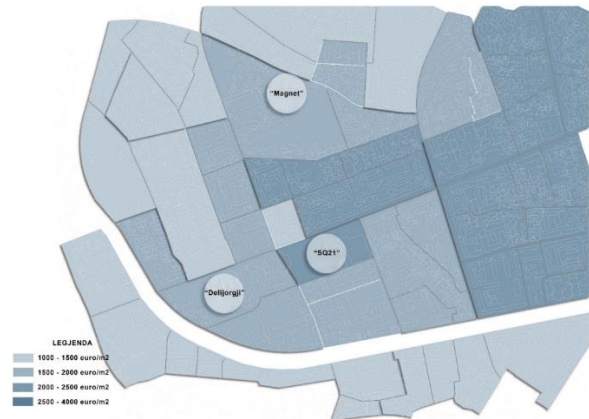 "Magnet"
"SQ21"
"Delijorgji"
LEGJENDA
1000 - 1500 euro/m2
1500 - 2000 euro/m2
2000 - 2500 euro/m2
2500 - 4000 euro/m2